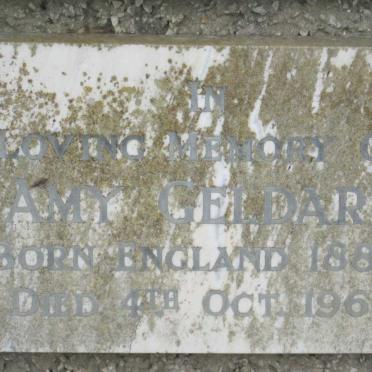 IN
LOVING MEMORY O
AMY GELDAR
BORN ENGLAND 188
DIED 4TH OCT. 196